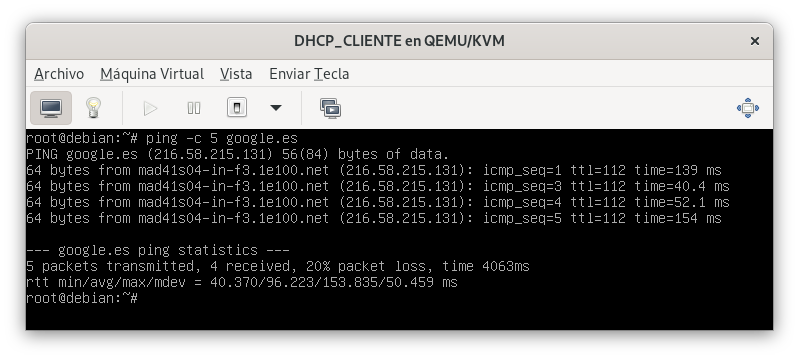 DHCP_CLIENTE en QEMU/KVM
Archivo Máquina Virtual Vista Enviar Tecla
root@debian:~# ping -c 5 google.es
PING google.es (216.58.215.131) 56(84) bytes of data.
64 bytes from mad41s04-in-f3.1e100.net (216.58.215.131): icmp_seq=1 ttl=112 time=139 ms
64 bytes from mad41s04-in-f3.1e100.net (216.58.215.131): icmp_seq=3 ttl=112 time=40.4 ms
64 bytes from mad41s04-in-f3.1e100.net (216.58.215.131): icmp_seq=4 ttl=112 time=52.1 ms
64 bytes from mad41s04-in-f3.1e100.net (216.58.215.131): icmp_seq=5 ttl=112 time=154 ms
--- google.es ping statistics ---
5 packets transmitted, 4 received, 20% packet loss, time 4063ms
rtt min/avg/max/mdev = 40.370/96.223/153.835/50.459 ms
root@debian:~#